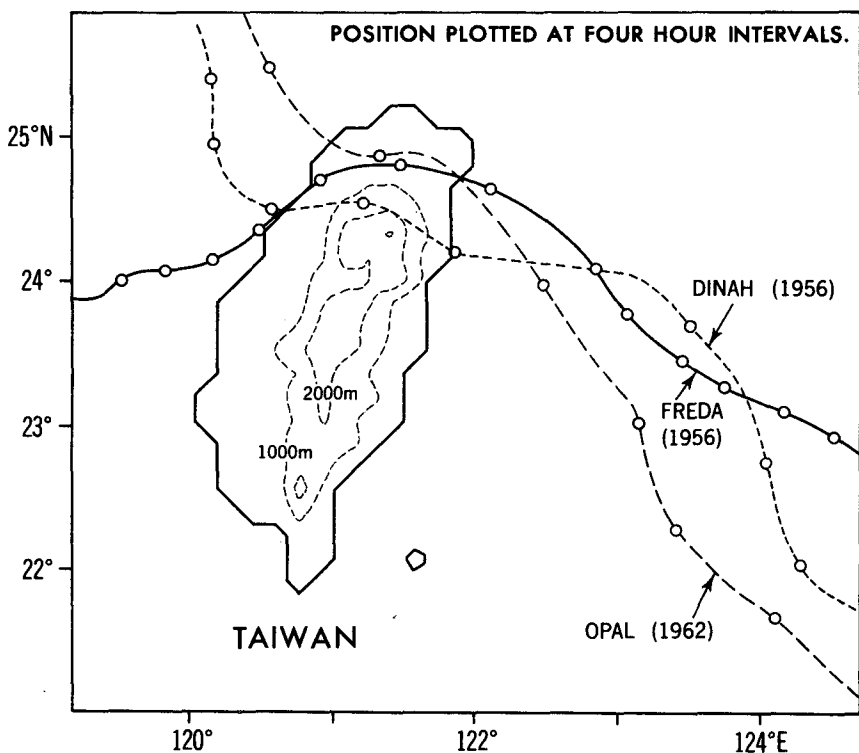 POSITION PLOTTED AT FOUR HOUR INTERVALS.
25°N
24°
DINAH (1956)
2000m
FREDA
(1956)
23°
1000m
22°
OPAL (1962)
TAIWAN
120°
122°
124°E